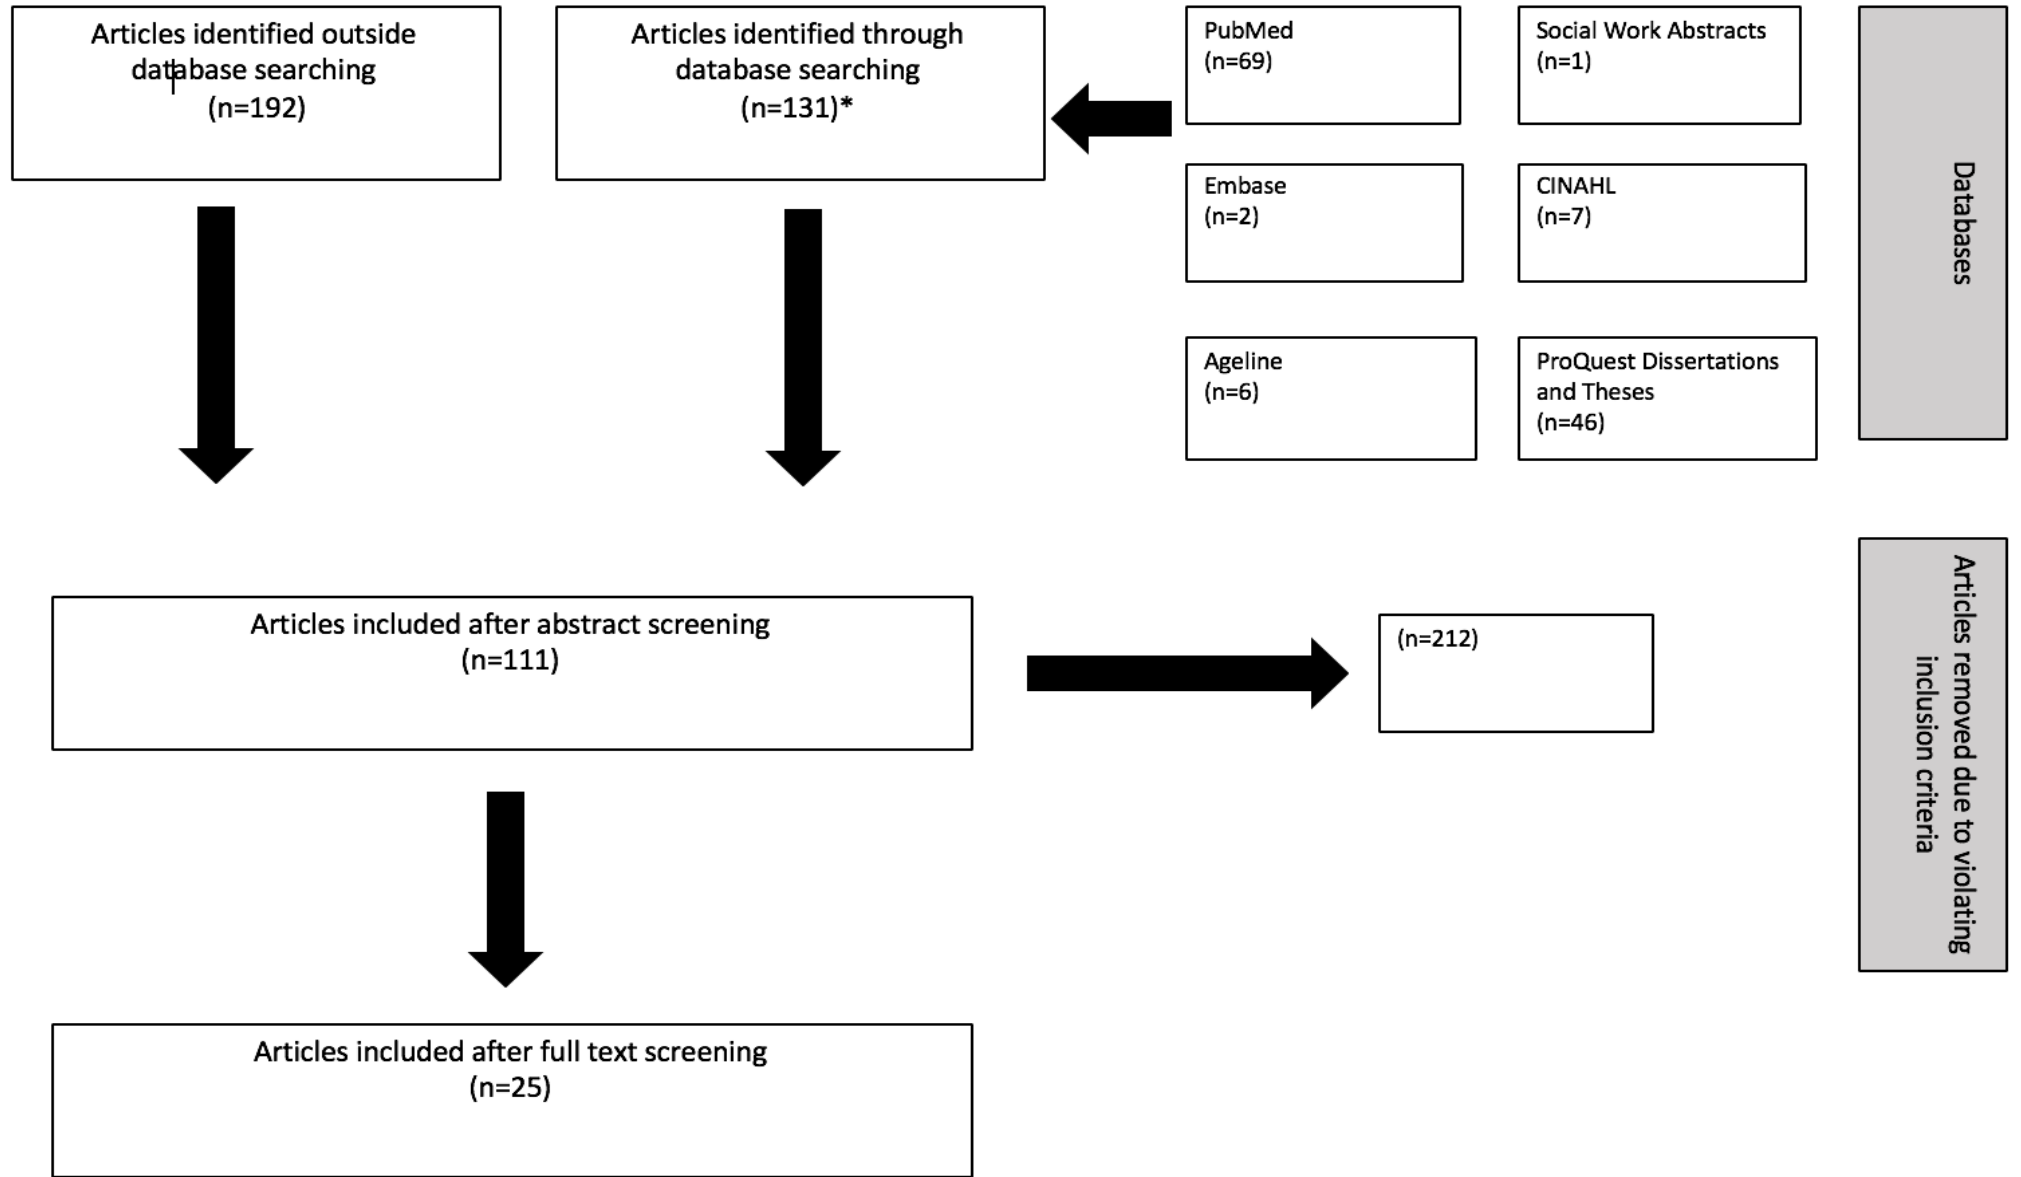 Articles identified outside
database searching
(n=192)
Articles identified through
database searching
(n=131)*
PubMed
(n=69)
Social Work Abstracts
(n=1)
Embase
(n=2)
CINAHL
(n=7)
Ageline
(n=6)
ProQuest Dissertations
and Theses
(n=46)
Databases
Articles included after abstract screening
(n=111)
(n=212)
Articles removed due to violating
inclusion criteria
Articles included after full text screening
(n=25)